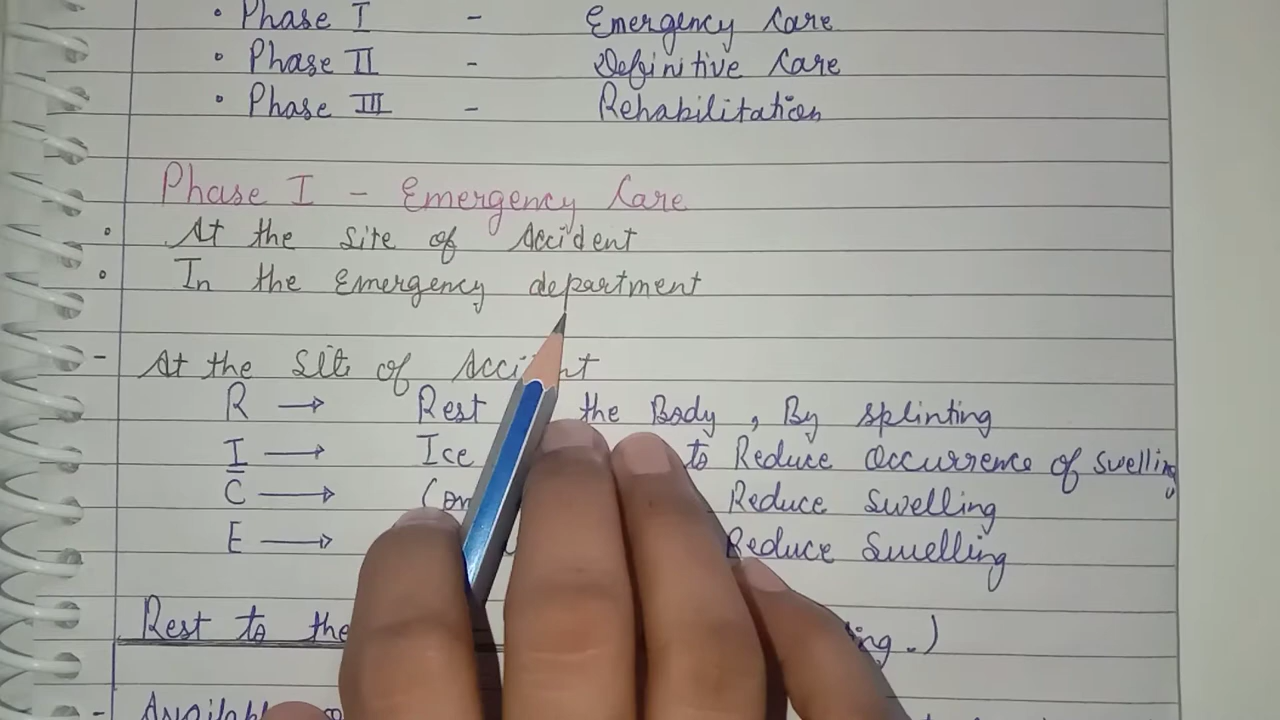 • Phase I - Emergency Care
• Phase II - Definitive Care
• Phase III - Rehabilitation
Phase I - Emergency Care
• At the site of Accident
• In the Emergency department
- At the site of
R → Rest the Body, By splinting
I → Ice to Reduce Occurrence of swelling
C → Reduce Swelling
E → Reduce Swelling
Rest to the